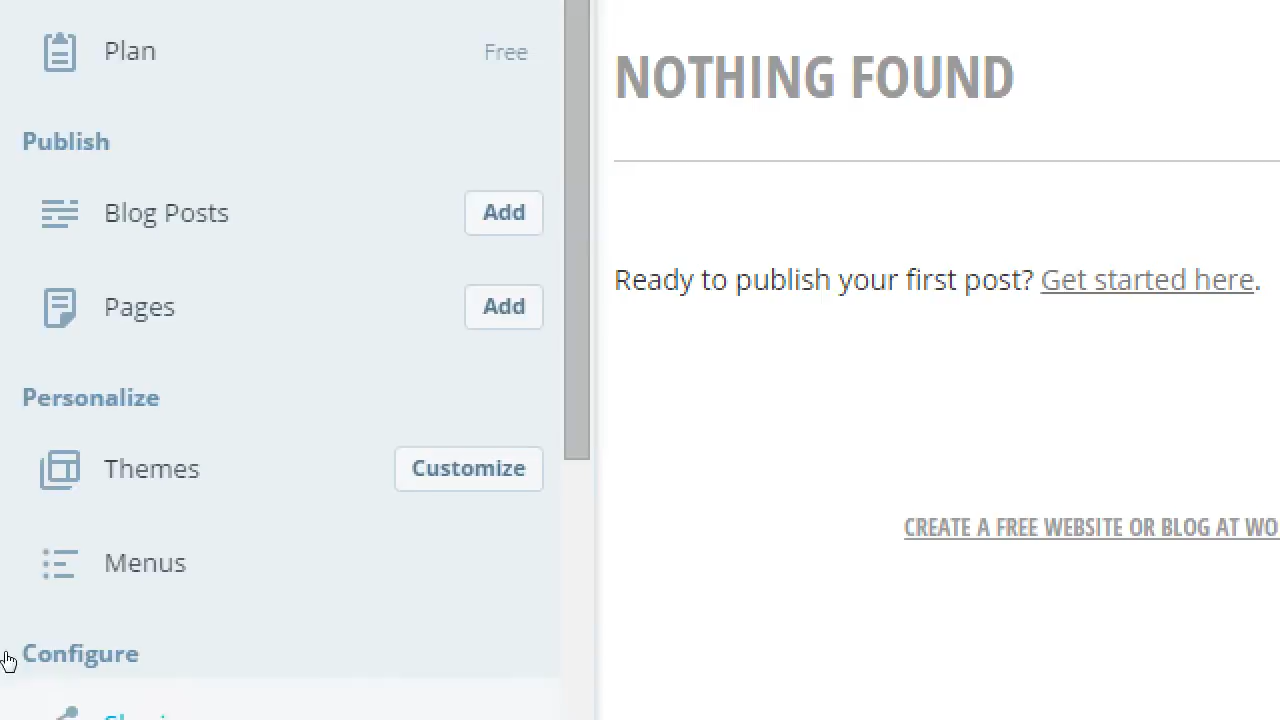 Plan Free
Publish
Blog Posts Add
Pages Add
Personalize
Themes Customize
Menus
Configure
NOTHING FOUND
Ready to publish your first post? Get started here.
CREATE A FREE WEBSITE OR BLOG AT WO